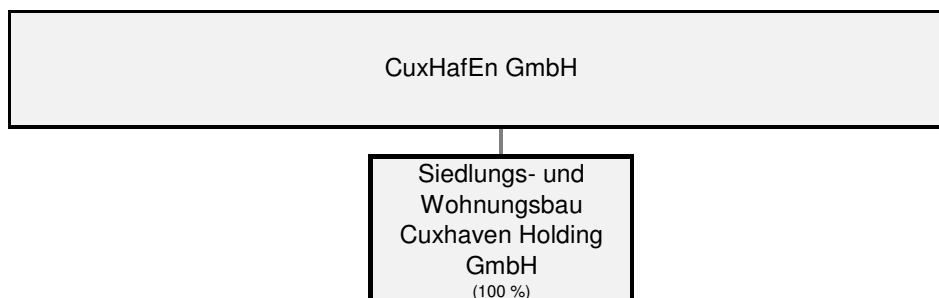 CuxHafEn GmbH
Siedlungs- und
Wohnungsbau
Cuxhaven Holding
GmbH
(100 %)